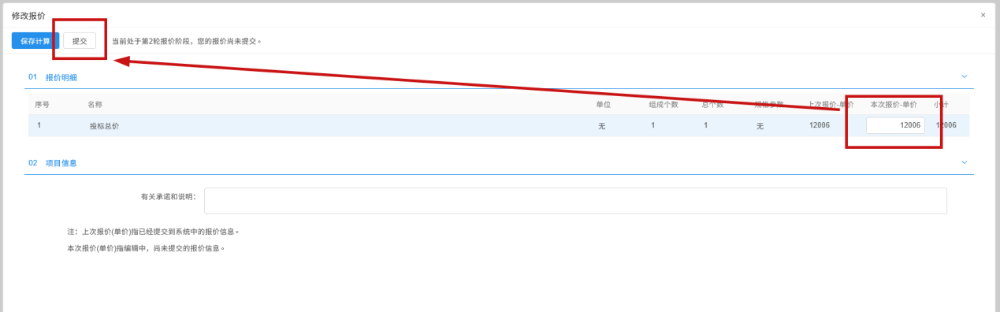 修改报价 ×
保存计算 提交 当前处于第2轮报价阶段，您的报价尚未提交。
01 报价明细
序号 名称 单位 组成个数 总个数 规格参数 上次报价-单价 本次报价-单价 小计
1 投标总价 无 1 1 无 12006 12006 12006
02 项目信息
有关承诺和说明：
注：上次报价(单价)指已经提交到系统中的报价信息。
本次报价(单价)指编辑中，尚未提交的报价信息。